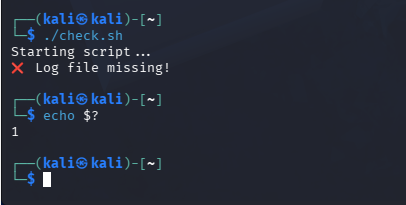 ┌──(kali㉿kali)-[~]
└─$ ./check.sh
Starting script...
❌ Log file missing!
┌──(kali㉿kali)-[~]
└─$ echo $?
1
┌──(kali㉿kali)-[~]
└─$